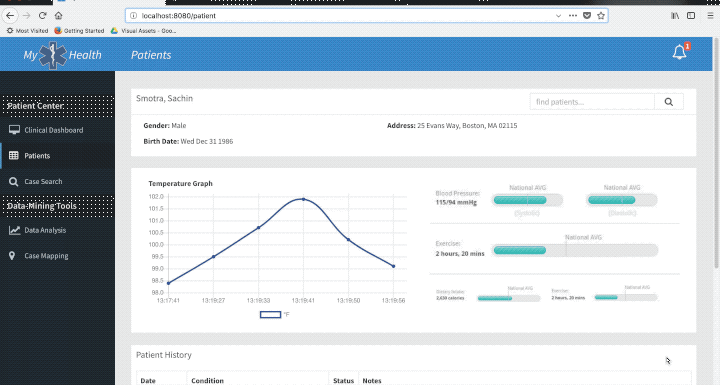 localhost:8080/patient
Most Visited Getting Started Visual Assets - Goo...
My Health Patients 1
Patient Center
Clinical Dashboard
Patients
Case Search
Data-Mining Tools
Data Analysis
Case Mapping
Smotra, Sachin
find patients...
Gender: Male
Address: 25 Evans Way, Boston, MA 02115
Birth Date: Wed Dec 31 1986
Temperature Graph
102.0
101.5
101.0
100.5
100.0
99.5
99.0
98.5
98.0
13:17:41 13:19:27 13:19:33 13:19:41 13:19:50 13:19:56
°F
National AVG National AVG
Blood Pressure:
115/94 mmHg
(Systolic) (Diastolic)
National AVG
Exercise:
2 hours, 20 mins
National AVG National AVG
Exercise:
2 hours, 20 mins
Patient History
Date Condition Status Notes